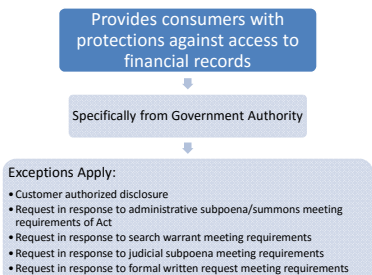 Provides consumers with
protections against access to
financial records
Specifically from Government Authority
Exceptions Apply:
• Customer authorized disclosure
• Request in response to administrative subpoena/summons meeting
requirements of Act
• Request in response to search warrant meeting requirements
• Request in response to judicial subpoena meeting requirements
• Request in response to formal written request meeting requirements